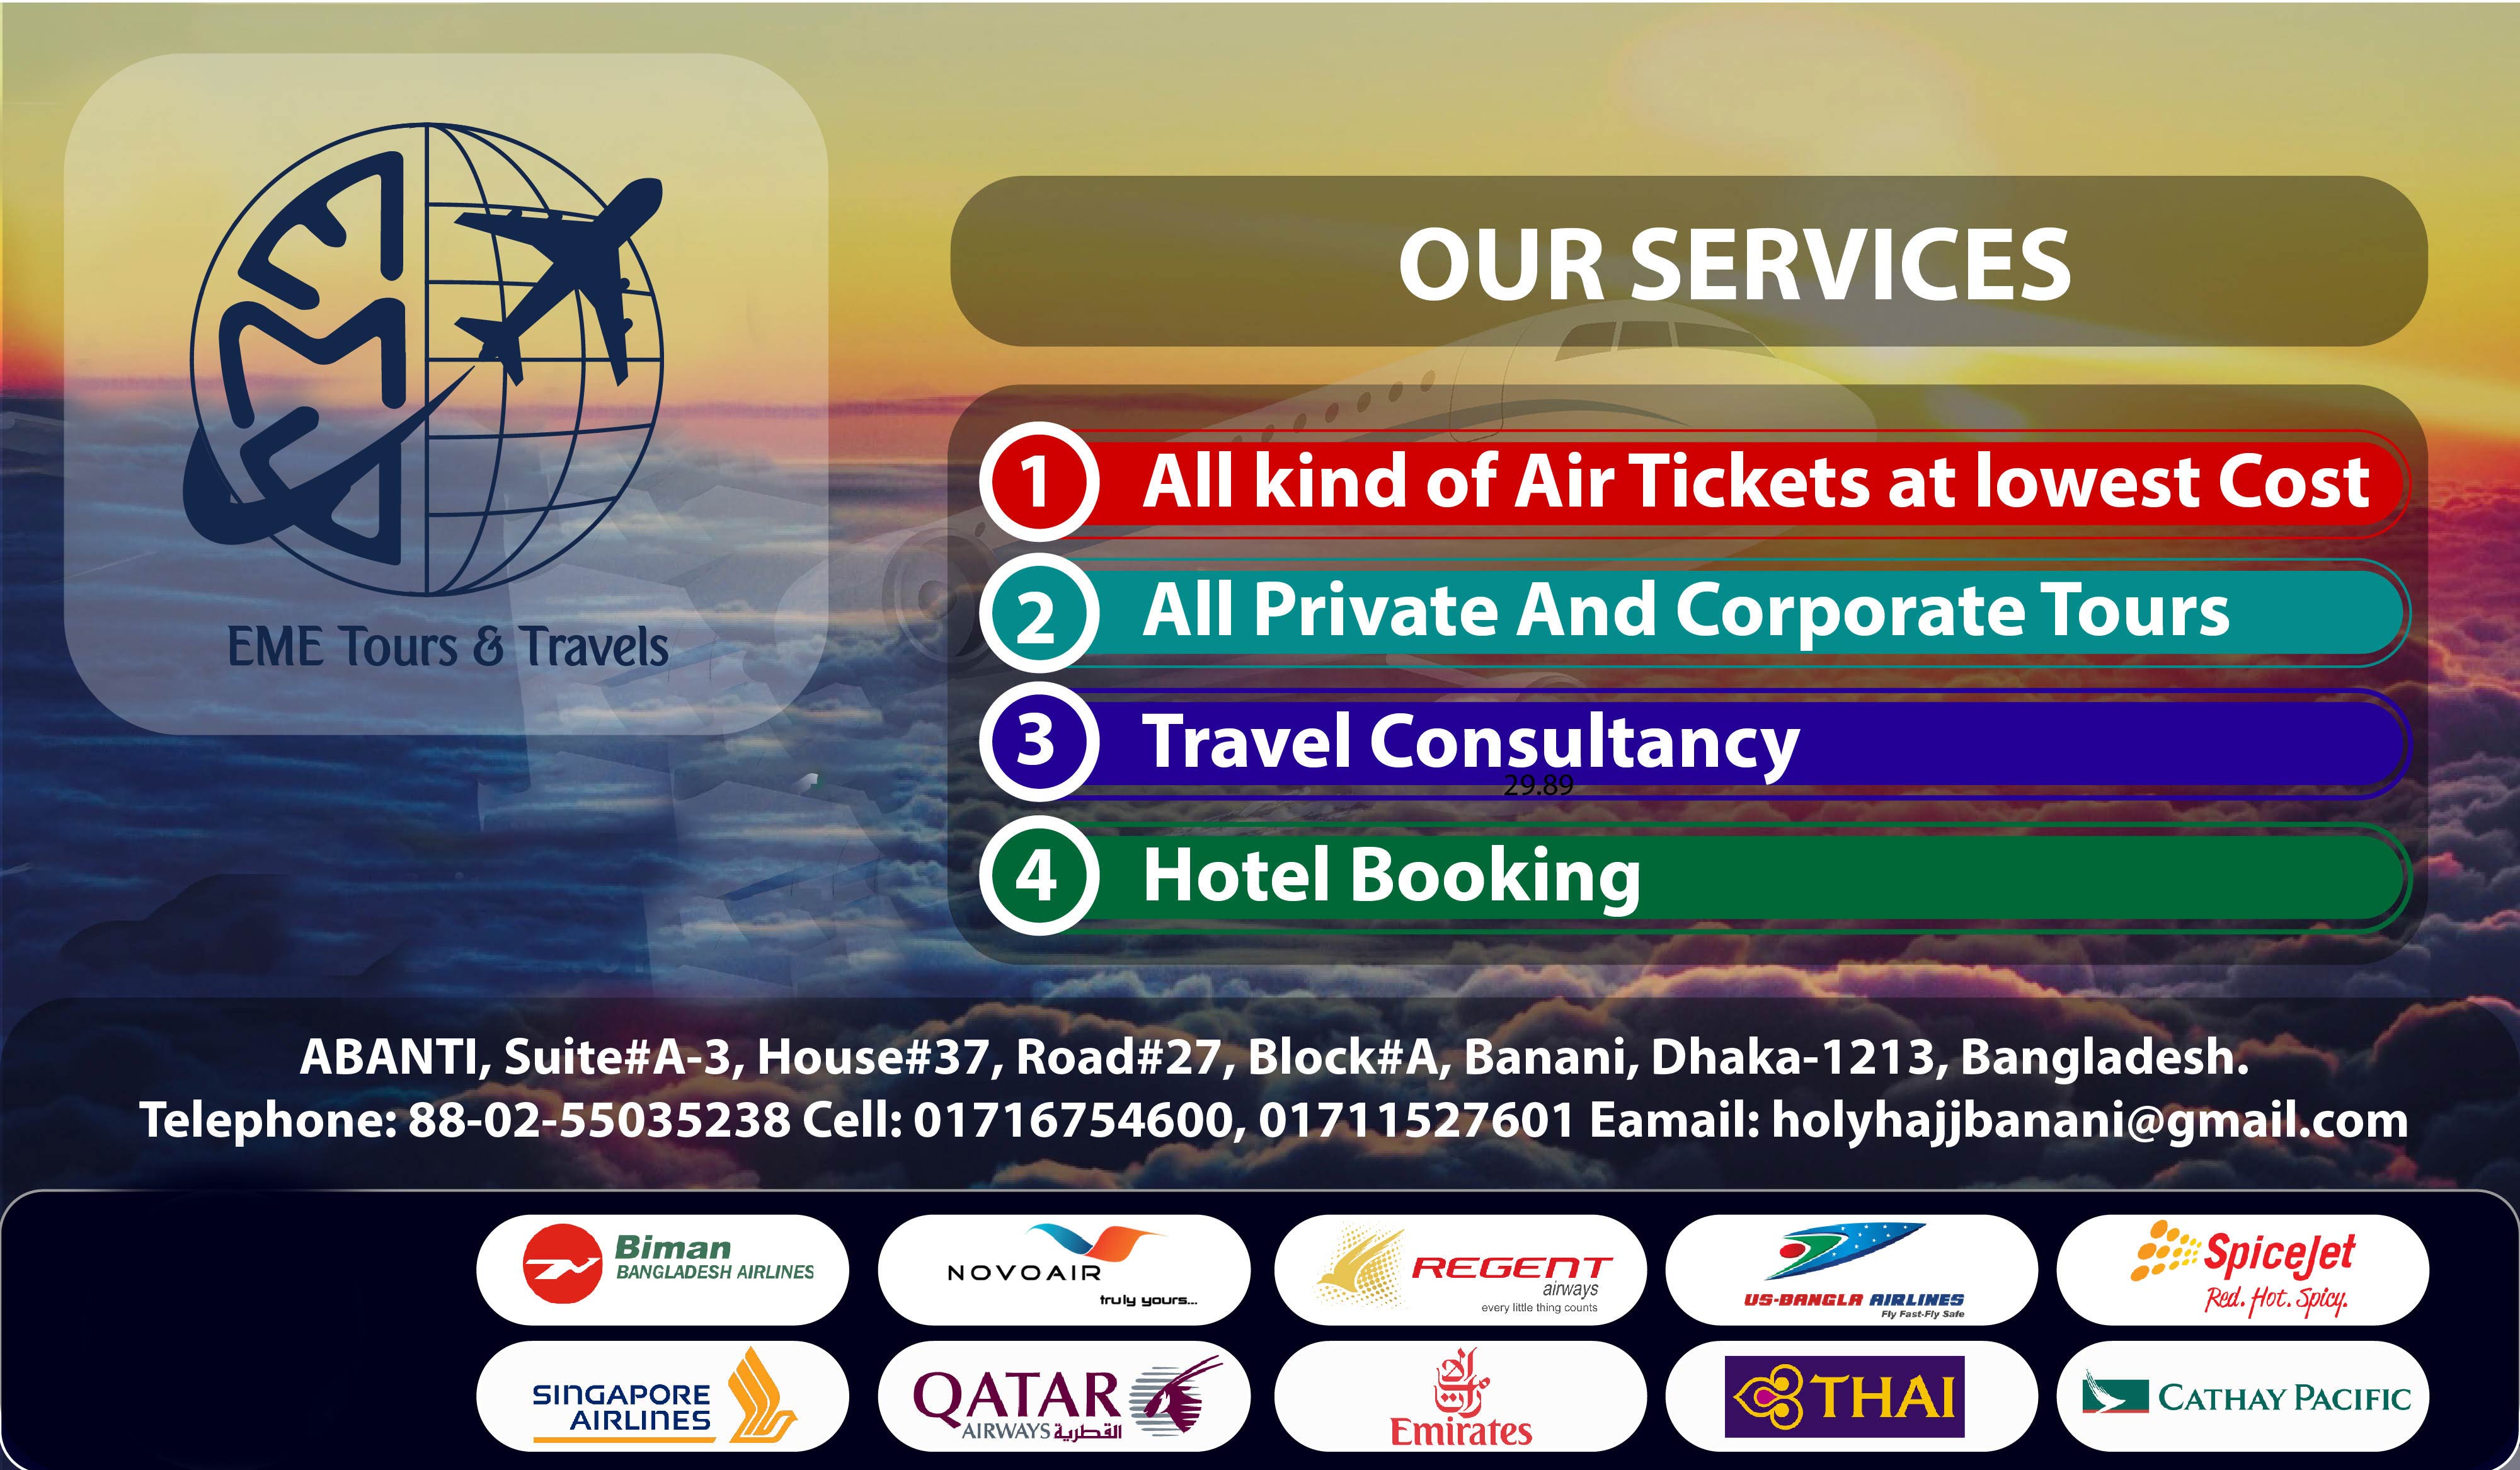 EME
EME Tours & Travels
OUR SERVICES
1 All kind of Air Tickets at lowest Cost
2 All Private And Corporate Tours
3 Travel Consultancy
29.89
4 Hotel Booking
ABANTI, Suite#A-3, House#37, Road#27, Block#A, Banani, Dhaka-1213, Bangladesh.
Telephone: 88-02-55035238 Cell: 01716754600, 01711527601 Eamail: holyhajjbanani@gmail.com
Biman
BANGLADESH AIRLINES
NOVOAIR
truly yours...
REGENT
airways
every little thing counts
US-BANGLA AIRLINES
Fly Fast-Fly Safe
SpiceJet
Red. Hot. Spicy.
SINGAPORE
AIRLINES
QATAR
AIRWAYS القطرية
Emirates
THAI
CATHAY PACIFIC